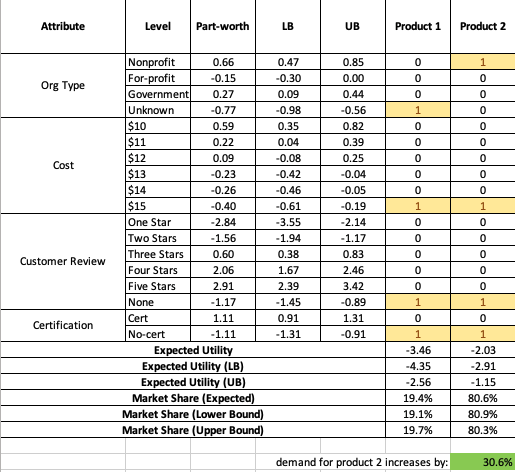 Attribute Level Part-worth LB UB Product 1 Product 2
Org Type
Nonprofit 0.66 0.47 0.85 0 1
For-profit -0.15 -0.30 0.00 0 0
Government 0.27 0.09 0.44 0 0
Unknown -0.77 -0.98 -0.56 1 0
Cost
$10 0.59 0.35 0.82 0 0
$11 0.22 0.04 0.39 0 0
$12 0.09 -0.08 0.25 0 0
$13 -0.23 -0.42 -0.04 0 0
$14 -0.26 -0.46 -0.05 0 0
$15 -0.40 -0.61 -0.19 1 1
Customer Review
One Star -2.84 -3.55 -2.14 0 0
Two Stars -1.56 -1.94 -1.17 0 0
Three Stars 0.60 0.38 0.83 0 0
Four Stars 2.06 1.67 2.46 0 0
Five Stars 2.91 2.39 3.42 0 0
None -1.17 -1.45 -0.89 1 1
Certification
Cert 1.11 0.91 1.31 0 0
No-cert -1.11 -1.31 -0.91 1 1
Expected Utility -3.46 -2.03
Expected Utility (LB) -4.35 -2.91
Expected Utility (UB) -2.56 -1.15
Market Share (Expected) 19.4% 80.6%
Market Share (Lower Bound) 19.1% 80.9%
Market Share (Upper Bound) 19.7% 80.3%
demand for product 2 increases by: 30.6%